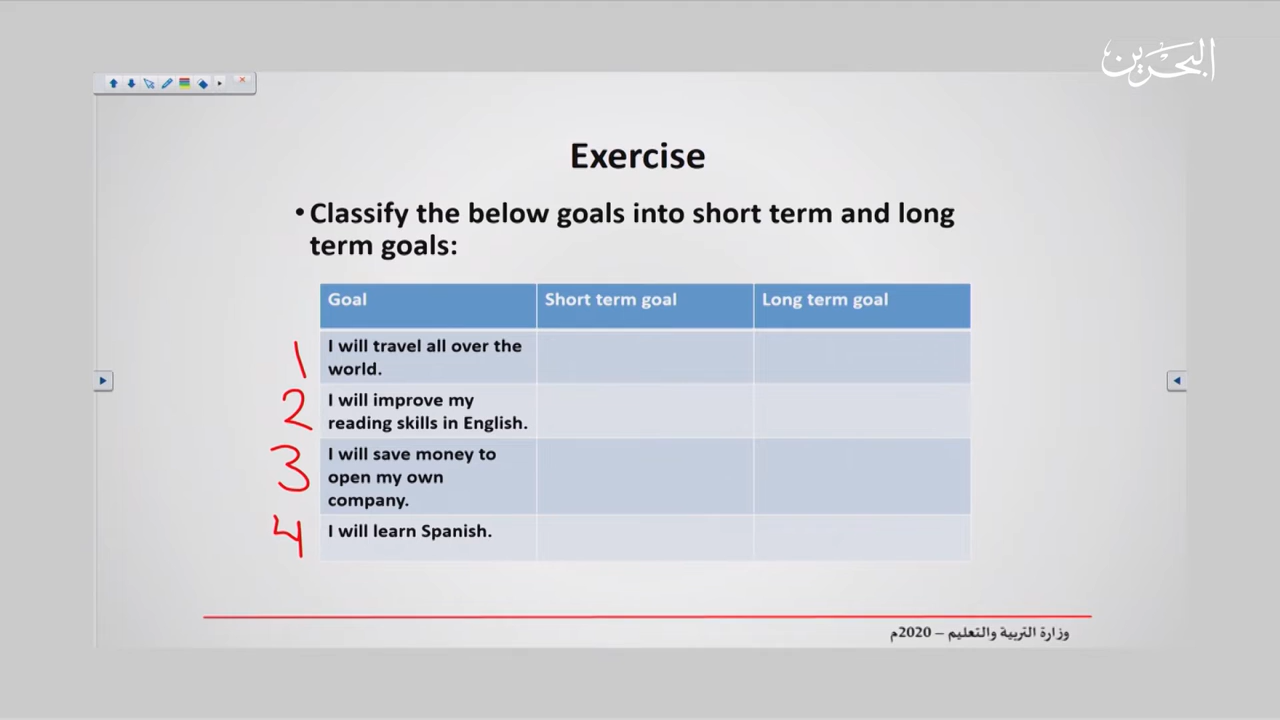 البحرين
Exercise
• Classify the below goals into short term and long
term goals:
Goal Short term goal Long term goal
1 I will travel all over the
world.
2 I will improve my
reading skills in English.
3 I will save money to
open my own
company.
4 I will learn Spanish.
وزارة التربية والتعليم – 2020م